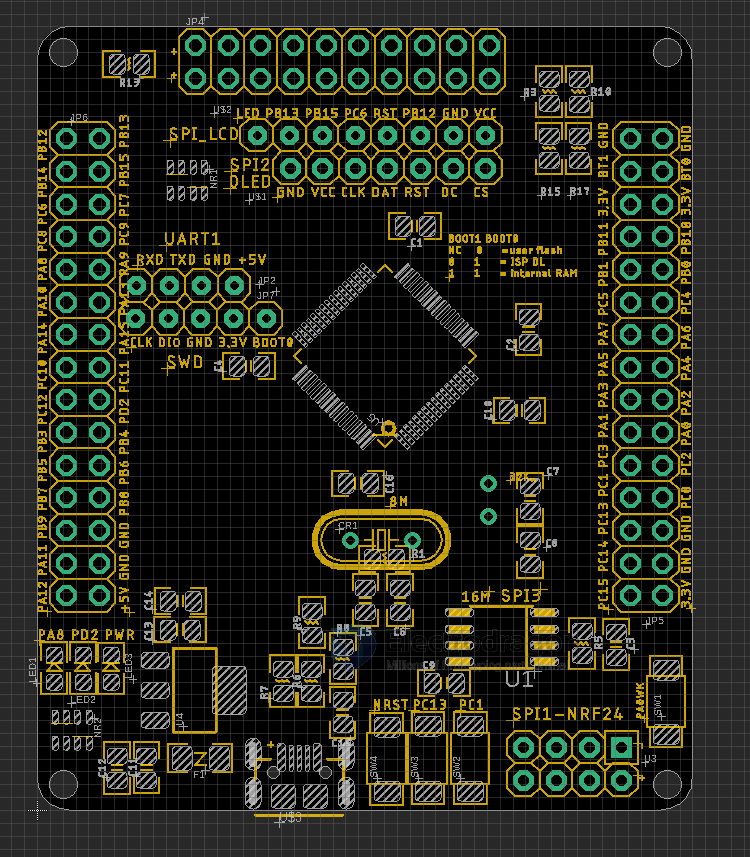 JP4
R19
R3 R10
U$2
LED PB13 PB15 PC6 RST PB12 GND VCC
SPI_LCD
JP6
SPI2
OLED
NR1
U$1
GND VCC CLK DAT RST DC CS
R15 R17
PB12
PB14
PC6
PC8
PA8
PA10
PA14
PC10
PC12
PB3
PB5
PB7
PB9
PA11
PA12
PB13
PB15
PC7
PC9
PA9
PA13
PA15
PC11
PD2
PB4
PB6
PB8
GND
GND
+5V
C1
BOOT1 BOOT0
NC 0 =user flash
0 1 = ISP DL
1 1 = internal RAM
UART1
RXD TXD GND +5V
JP2
JP7
CLK DIO GND 3.3V BOOT0
SWD
C4
C2
C18
GND
BT1
3.3V
PB11
PB1
PC5
PA7
PA5
PA3
PA1
PC3
PC1
PC13
PC14
PC15
GND
BT0
3.3V
PB10
PB0
PC4
PA6
PA4
PA2
PA0
PC2
PC0
GND
GND
3.3V
JP5
C16
8M
CR1
R1
C7
C8
C5 C6
16M SPI3
U1
R5
C3
C14
C13
R9
R8
R7
R6
C9
PA8 PD2 PWR
LED1
LED2
LED3
NR2
U4
C12
C11
F1
U$3
NRST PC13 PC1
SW4
SW3
SW2
SPI1-NRF24
U3
PA0WK
SW1